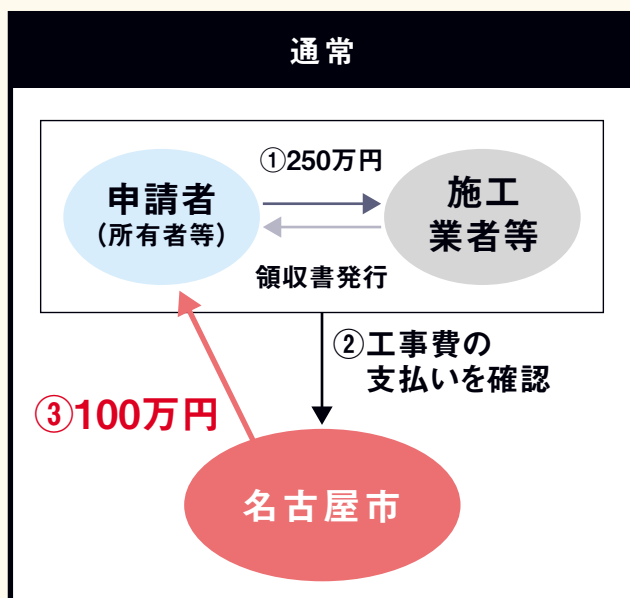 通常
①250万円
申請者
(所有者等)
施工
業者等
領収書発行
②工事費の
支払いを確認
③100万円
名古屋市